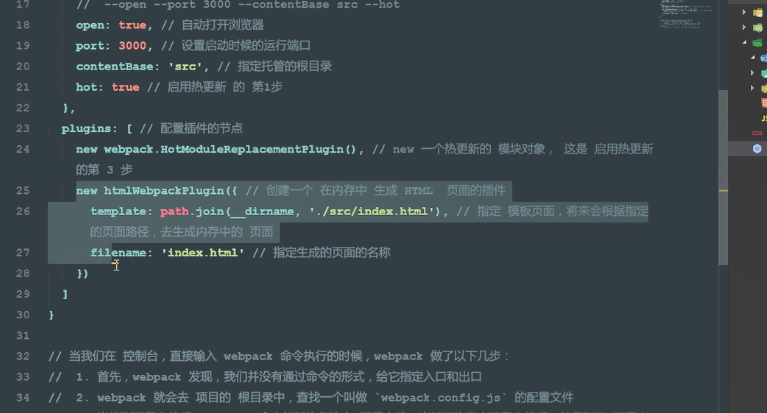 17 // --open --port 3000 --contentBase src --hot
18 open: true, // 自动打开浏览器
19 port: 3000, // 设置启动时候的运行端口
20 contentBase: 'src', // 指定托管的根目录
21 hot: true // 启用热更新 的 第1步
22 },
23 plugins: [ // 配置插件的节点
24 new webpack.HotModuleReplacementPlugin(), // new 一个热更新的 模块对象， 这是 启用热更新
的第 3 步
25 new htmlWebpackPlugin({ // 创建一个 在内存中 生成 HTML 页面的插件
26 template: path.join(__dirname, './src/index.html'), // 指定 模板页面，将来会根据指定
的页面路径，去生成内存中的 页面
27 filename: 'index.html' // 指定生成的页面的名称
28 })
29 ]
30 }
31
32 // 当我们在 控制台，直接输入 webpack 命令执行的时候，webpack 做了以下几步：
33 // 1. 首先，webpack 发现，我们并没有通过命令的形式，给它指定入口和出口
34 // 2. webpack 就会去 项目的 根目录中，查找一个叫做 `webpack.config.js` 的配置文件